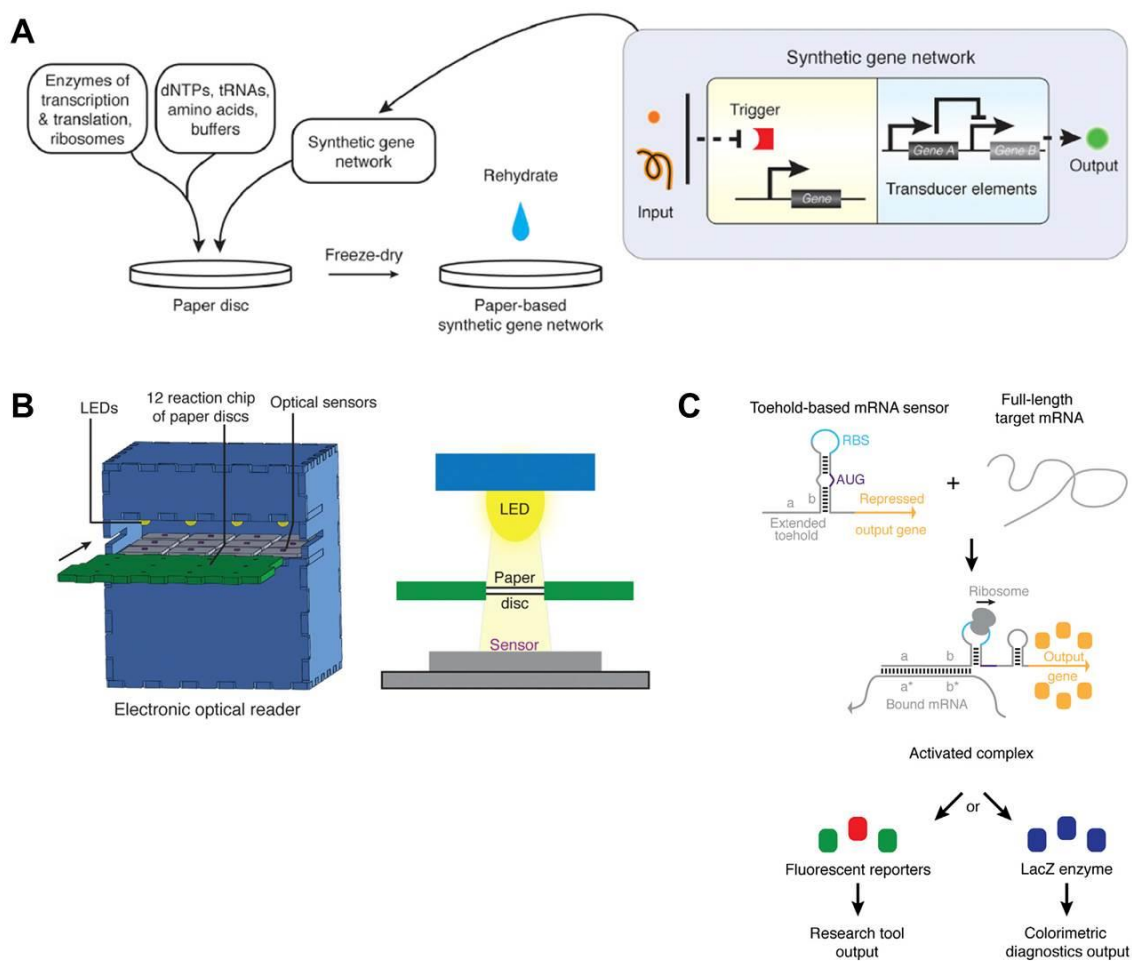 A
Enzymes of
transcription
& translation,
ribosomes
dNTPs, tRNAs,
amino acids,
buffers
Synthetic gene
network
Rehydrate
Freeze-dry
Paper disc
Paper-based
synthetic gene network
Synthetic gene network
Input
Trigger
Gene
Gene A
Gene B
Transducer elements
Output
B
LEDs
12 reaction chip
of paper discs
Optical sensors
Electronic optical reader
LED
Paper
disc
Sensor
C
Toehold-based mRNA sensor
Full-length
target mRNA
RBS
AUG
a
b
Extended
toehold
Repressed
output gene
+
Ribosome
a
b
a*
b*
Bound mRNA
Output
gene
Activated complex
or
Fluorescent reporters
LacZ enzyme
Research tool
output
Colorimetric
diagnostics output